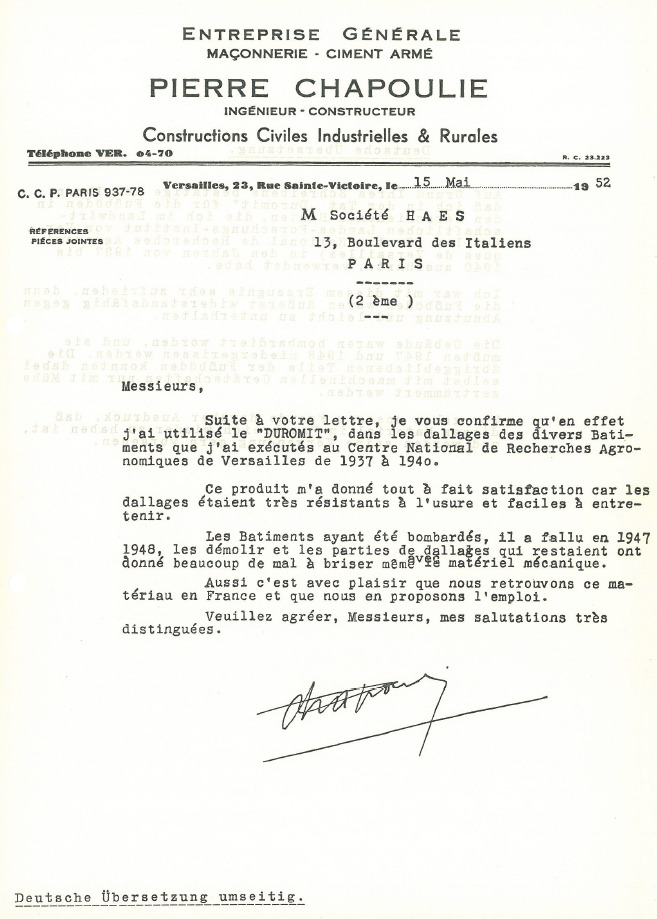 ENTREPRISE GÉNÉRALE
MAÇONNERIE - CIMENT ARMÉ
PIERRE CHAPOULIE
INGÉNIEUR - CONSTRUCTEUR
Constructions Civiles Industrielles & Rurales
Téléphone VER. 04-70
R. C. 23.223
C. C. P. PARIS 937-78
Versailles, 23, Rue Sainte-Victoire, le 15 Mai 1952
M Société HAES
RÉFÉRENCES
PIÈCES JOINTES
13, Boulevard des Italiens
PARIS
-------
(2 ème )
---
Messieurs,
Suite à votre lettre, je vous confirme qu'en effet
j'ai utilisé le "DUROMIT", dans les dallages des divers Bati-
ments que j'ai exécutés au Centre National de Recherches Agro-
nomiques de Versailles de 1937 à 194o.
Ce produit m'a donné tout à fait satisfaction car les
dallages étaient très résistants à l'usure et faciles à entre-
tenir.
Les Batiments ayant été bombardés, il a fallu en 1947
1948, les démolir et les parties de dallages qui restaient ont
donné beaucoup de mal à briser même avec le matériel mécanique.
Aussi c'est avec plaisir que nous retrouvons ce ma-
tériau en France et que nous en proposons l'emploi.
Veuillez agréer, Messieurs, mes salutations très
distinguées.
Deutsche Übersetzung umseitig.